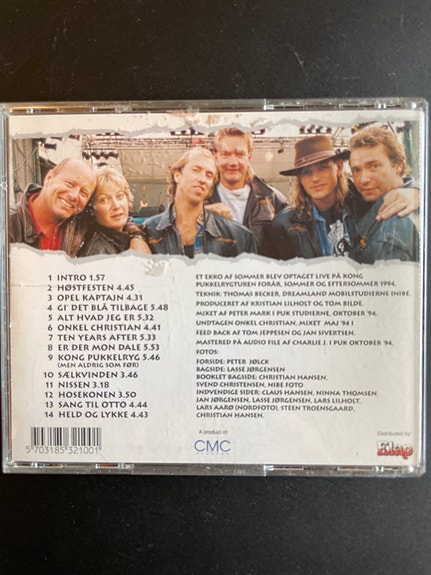 1 INTRO 1.57
2 HØSTFESTEN 4.45
3 OPEL KAPTAJN 4.31
4 GI' DET BLÅ TILBAGE 5.48
5 ALT HVAD JEG ER 5.32
6 ONKEL CHRISTIAN 4.41
7 TEN YEARS AFTER 5.33
8 ER DER MON DALE 5.53
9 KONG PUKKELRYG 5.46
(MEN ALDRIG SOM FØR)
10 SÆLKVINDEN 3.46
11 NISSEN 3.18
12 HOSEKONEN 3.50
13 SANG TIL OTTO 4.44
14 HELD OG LYKKE 4.43
5 703185 321001
ET EKKO AF SOMMER BLEV OPTAGET LIVE PÅ KONG
PUKKELRYGTUREN FORÅR, SOMMER OG EFTERSOMMER 1994.
TEKNIK: THOMAS BECKER, DREAMLAND MOBILSTUDIERNE INIBE.
PRODUCERET AF KRISTIAN LILHOLT OG TOM BILDE.
MIXET AF PETER MARK I PUK STUDIERNE, OKTOBER '94.
UNDTAGEN ONKEL CHRISTIAN, MIXET MAJ '94 I
FEED BACK AF TOM JEPPESEN OG JAN SIVERTSEN.
MASTERED PÅ AUDIO FILE AF CHARLIE J. I PUK OKTOBER '94.
FOTOS:
FORSIDE: PETER JØLCK
BAGSIDE: LASSE JØRGENSEN
BOOKLET BAGSIDE: CHRISTIAN HANSEN,
SVEND CHRISTENSEN, NIBE FOTO
INDVENDIGE SIDER: CLAUS HANSEN, NINNA THOMSEN,
JAN JØRGENSEN, LASSE JØRGENSEN, LARS LILHOLT,
LARS AARØ (NORDFOTO), STEEN TROENSGAARD,
CHRISTIAN HANSEN.
A product of:
CMC
RECORDS
Distributed by: